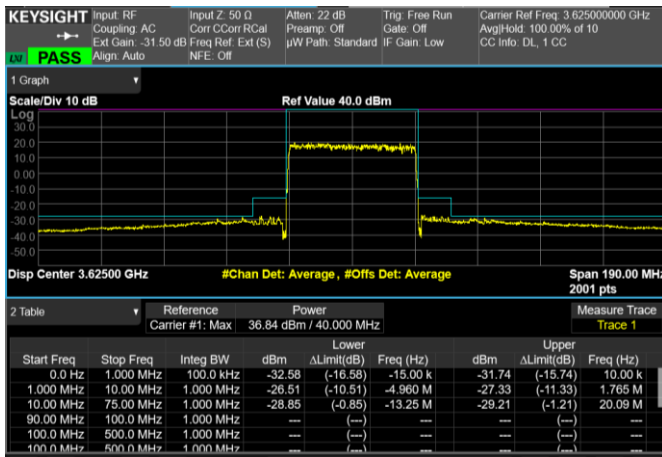 KEYSIGHT Input: RF Input Z: 50 Ω Atten: 22 dB Trig: Free Run Carrier Ref Freq: 3.625000000 GHz
Coupling: AC Corr CCorr RCal Preamp: Off Gate: Off Avg|Hold: 100.00% of 10
Ext Gain: -31.50 dB Freq Ref: Ext (S) µW Path: Standard IF Gain: Low CC Info: DL, 1 CC
LXI PASS Align: Auto NFE: Off
1 Graph
Scale/Div 10 dB Ref Value 40.0 dBm
Log
30.0
20.0
10.0
0.00
-10.0
-20.0
-30.0
-40.0
-50.0
Disp Center 3.62500 GHz #Chan Det: Average, #Offs Det: Average Span 190.00 MHz
2001 pts
2 Table Reference Power Measure Trace
Carrier #1: Max 36.84 dBm / 40.000 MHz Trace 1
Lower Upper
Start Freq Stop Freq Integ BW dBm ΔLimit(dB) Freq (Hz) dBm ΔLimit(dB) Freq (Hz)
0.0 Hz 1.000 MHz 100.0 kHz -32.58 (-16.58) -15.00 k -31.74 (-15.74) 10.00 k
1.000 MHz 10.00 MHz 1.000 MHz -26.51 (-10.51) -4.960 M -27.33 (-11.33) 1.765 M
10.00 MHz 75.00 MHz 1.000 MHz -28.85 (-0.85) -13.25 M -29.21 (-1.21) 20.09 M
90.00 MHz 100.0 MHz 1.000 MHz --- (---) --- --- (---) ---
100.0 MHz 500.0 MHz 1.000 MHz --- (---) --- --- (---) ---
100.0 MHz 500.0 MHz 1.000 MHz --- (---) --- --- (---) ---